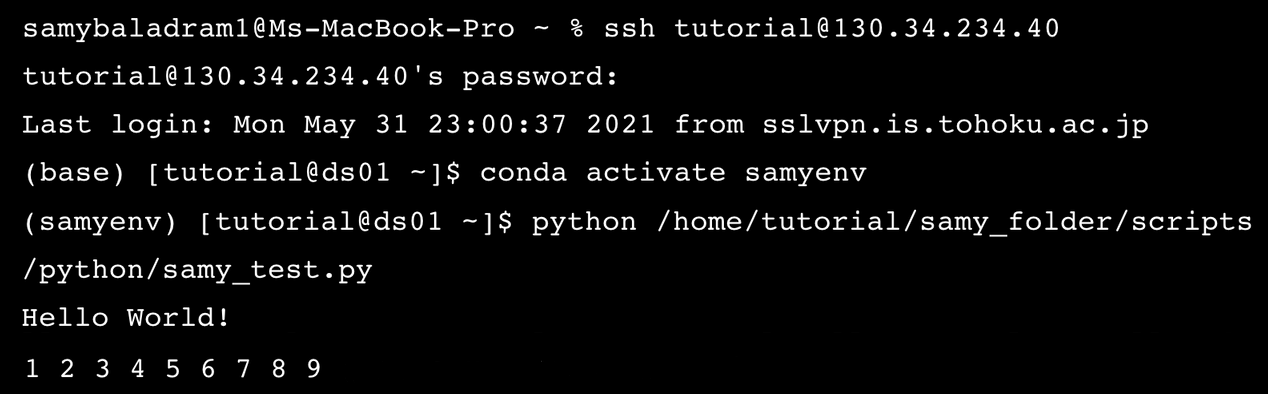 samybaladram1@Ms-MacBook-Pro ~ % ssh tutorial@130.34.234.40
tutorial@130.34.234.40's password:
Last login: Mon May 31 23:00:37 2021 from sslvpn.is.tohoku.ac.jp
(base) [tutorial@ds01 ~]$ conda activate samyenv
(samyenv) [tutorial@ds01 ~]$ python /home/tutorial/samy_folder/scripts
/python/samy_test.py
Hello World!
1 2 3 4 5 6 7 8 9